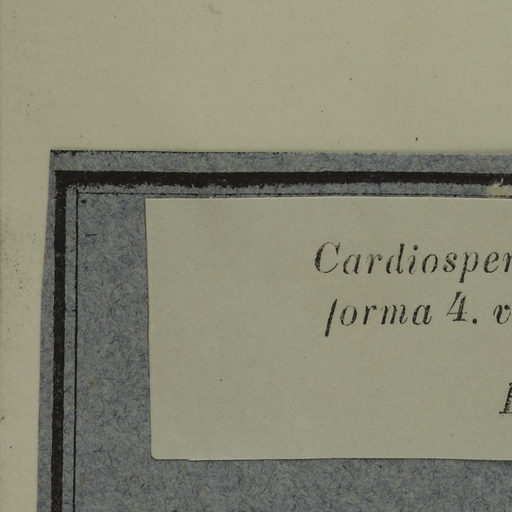 Cardiosper
forma 4. v